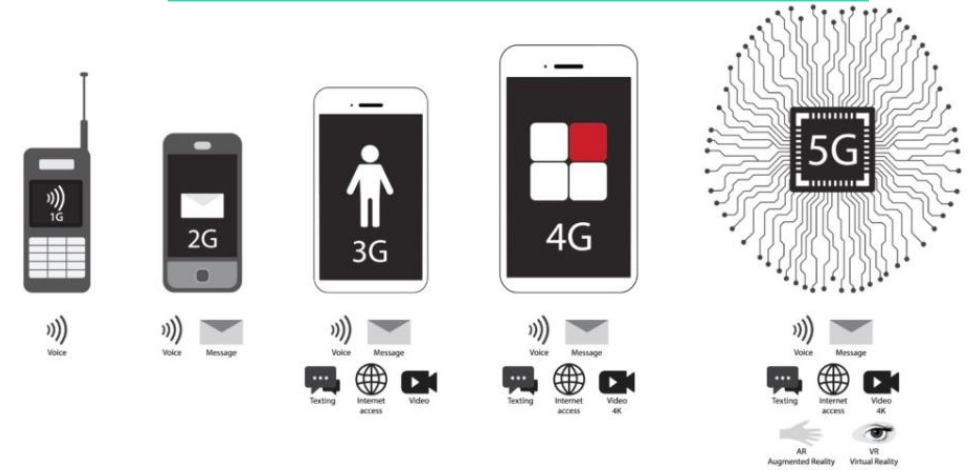 1G
2G
3G
4G
5G
Voice
Voice Message
Voice Message
Texting Internet access Video
Voice Message
Texting Internet access Video 4K
Voice Message
Texting Internet access Video 4K
AR Augmented Reality
VR Virtual Reality